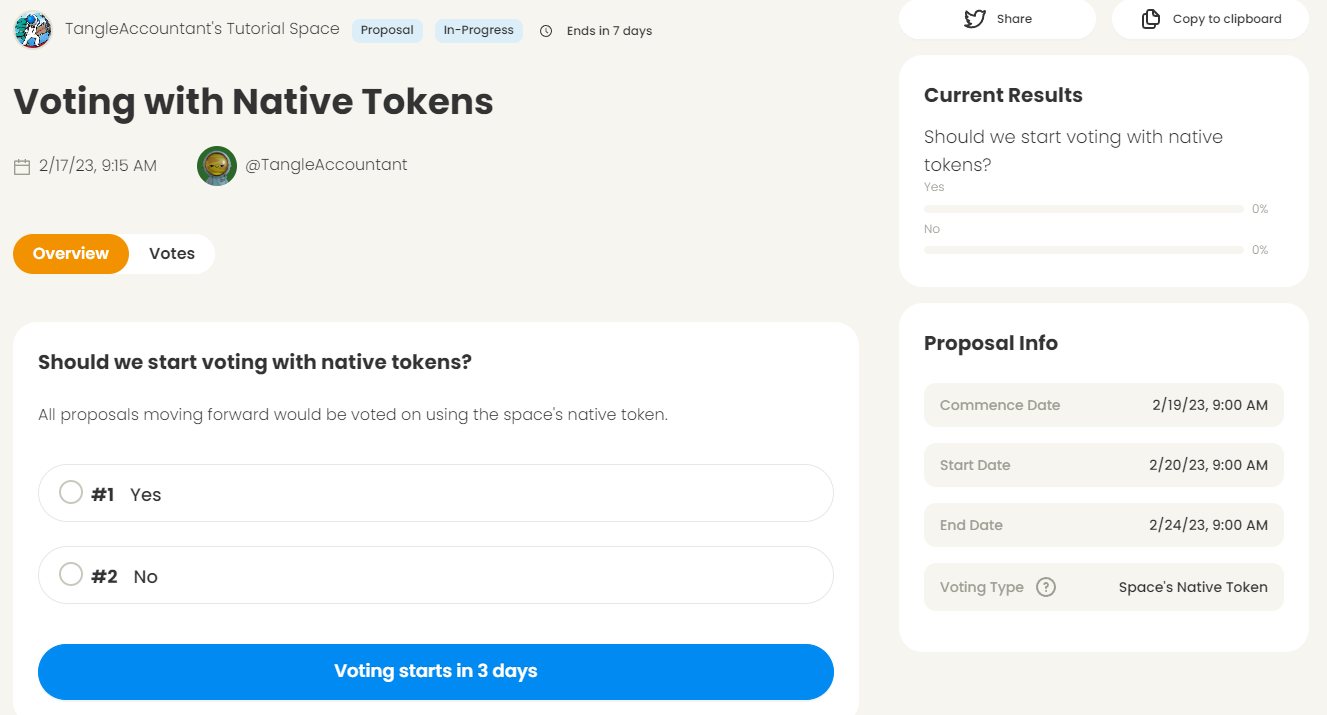 TangleAccountant's Tutorial Space
Proposal
In-Progress
Ends in 7 days
Voting with Native Tokens
2/17/23, 9:15 AM
@TangleAccountant
Overview
Votes
Should we start voting with native tokens?
All proposals moving forward would be voted on using the space's native token.
#1 Yes
#2 No
Voting starts in 3 days
Share
Copy to clipboard
Current Results
Should we start voting with native
tokens?
Yes
0%
No
0%
Proposal Info
Commence Date 2/19/23, 9:00 AM
Start Date 2/20/23, 9:00 AM
End Date 2/24/23, 9:00 AM
Voting Type ? Space's Native Token